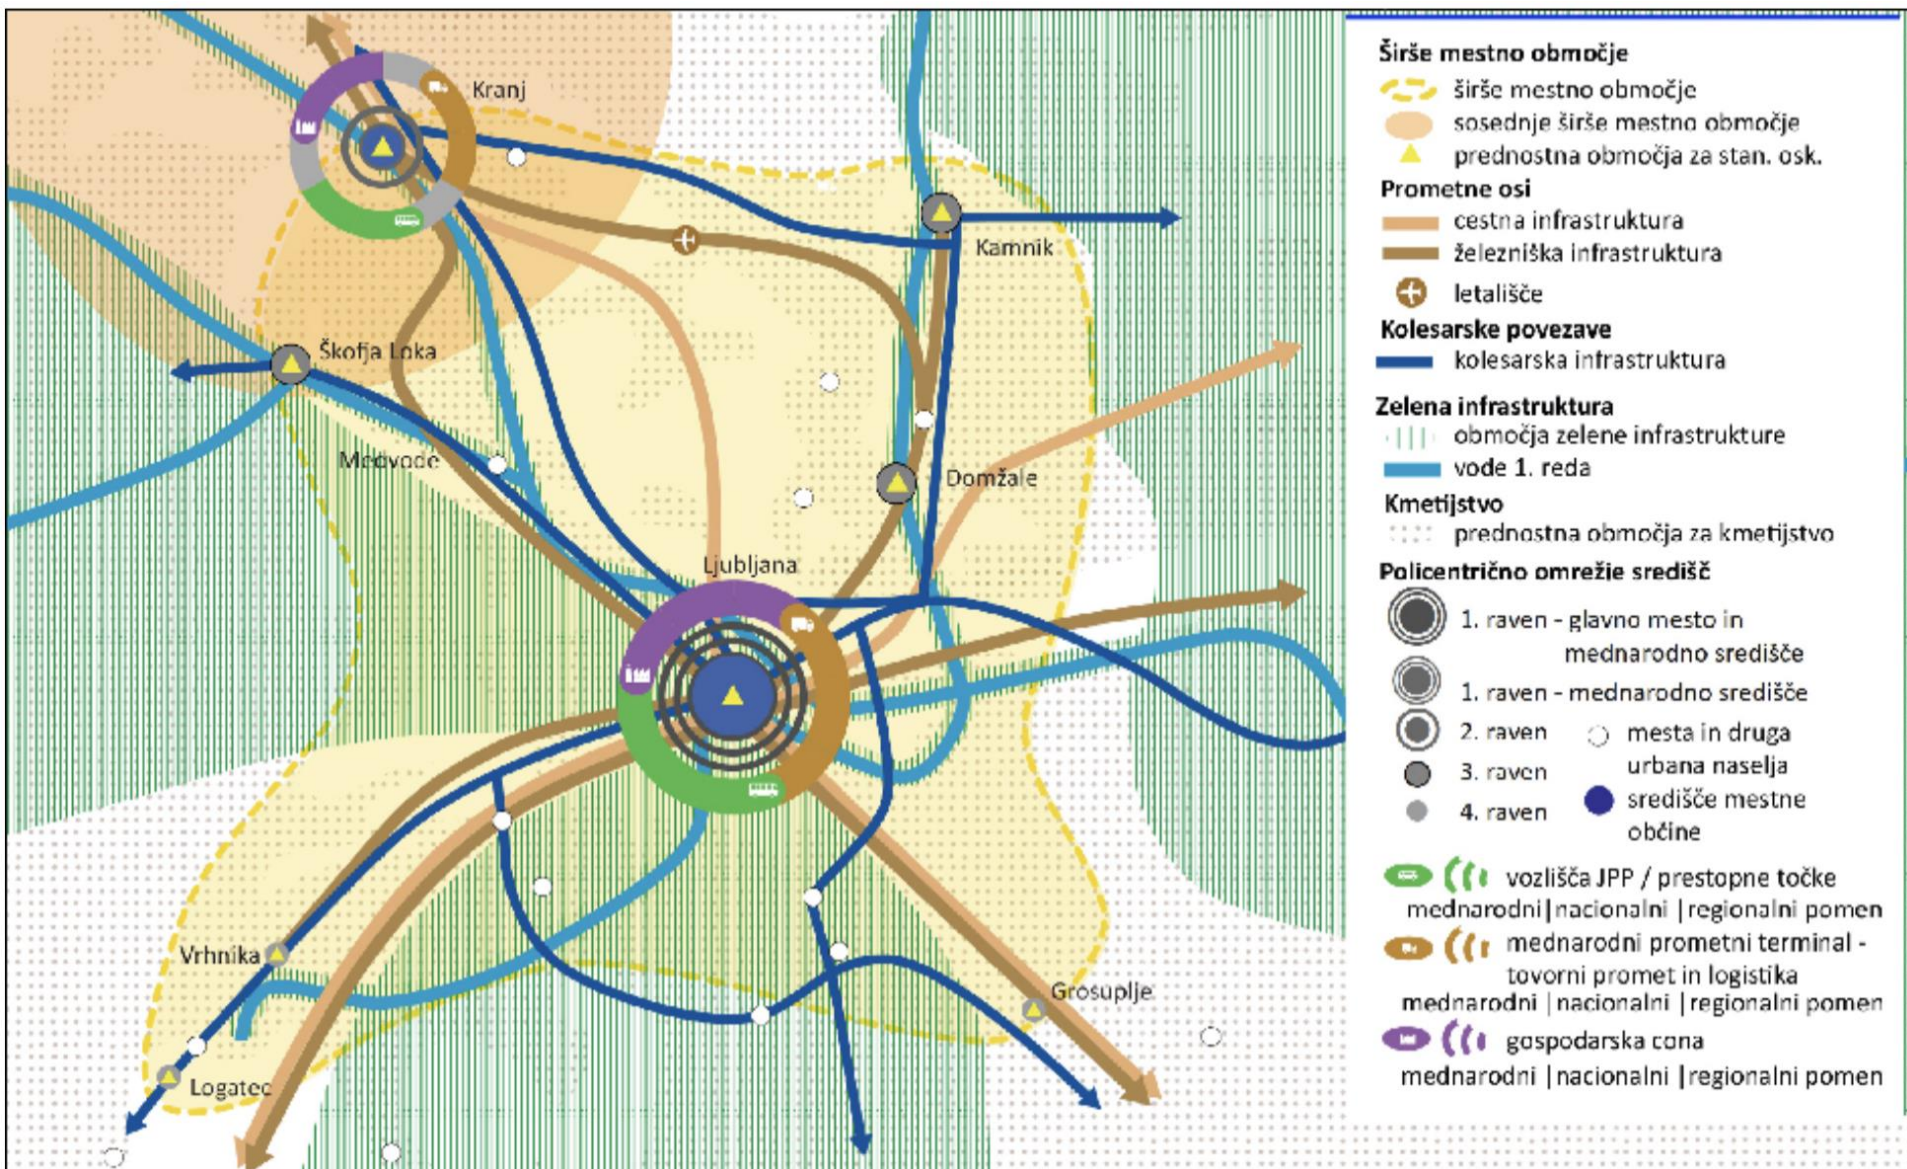 Kranj
Kamnik
Škofja Loka
Medvode
Domžale
Ljubljana
Vrhnika
Grosuplje
Logatec
Širše mestno območje
širše mestno območje
sosednje širše mestno območje
prednostna območja za stan. osk.
Prometne osi
cestna infrastruktura
železniška infrastruktura
letališče
Kolesarske povezave
kolesarska infrastruktura
Zelena infrastruktura
območja zelene infrastrukture
vode 1. reda
Kmetijstvo
prednostna območja za kmetijstvo
Policentrično omrežje središč
1. raven - glavno mesto in
mednarodno središče
1. raven - mednarodno središče
2. raven
3. raven
4. raven
mesta in druga
urbana naselja
središče mestne
občine
vozlišča JPP / prestopne točke
mednarodni | nacionalni | regionalni pomen
mednarodni prometni terminal -
tovorni promet in logistika
mednarodni | nacionalni | regionalni pomen
gospodarska cona
mednarodni | nacionalni | regionalni pomen